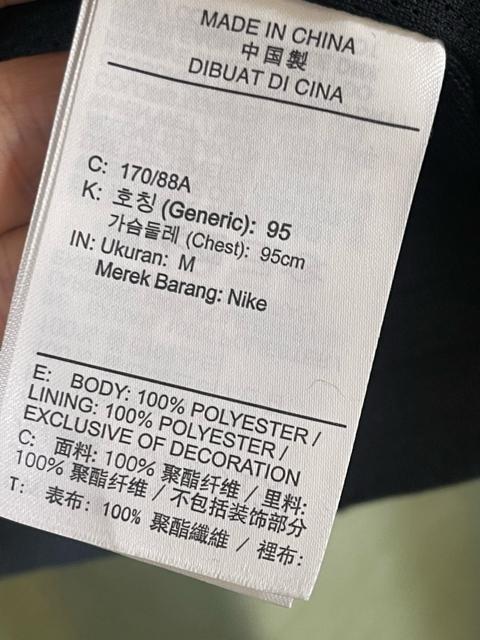 MADE IN CHINA
中国製
DIBUAT DI CINA
C: 170/88A
K: 호칭 (Generic): 95
가슴둘레 (Chest): 95cm
IN: Ukuran: M
Merek Barang: Nike
E: BODY: 100% POLYESTER /
LINING: 100% POLYESTER /
EXCLUSIVE OF DECORATION
C: 面料: 100% 聚酯纤维 / 里料:
100% 聚酯纤维 / 不包括装饰部分
T: 表布: 100% 聚酯纖維 / 裡布: